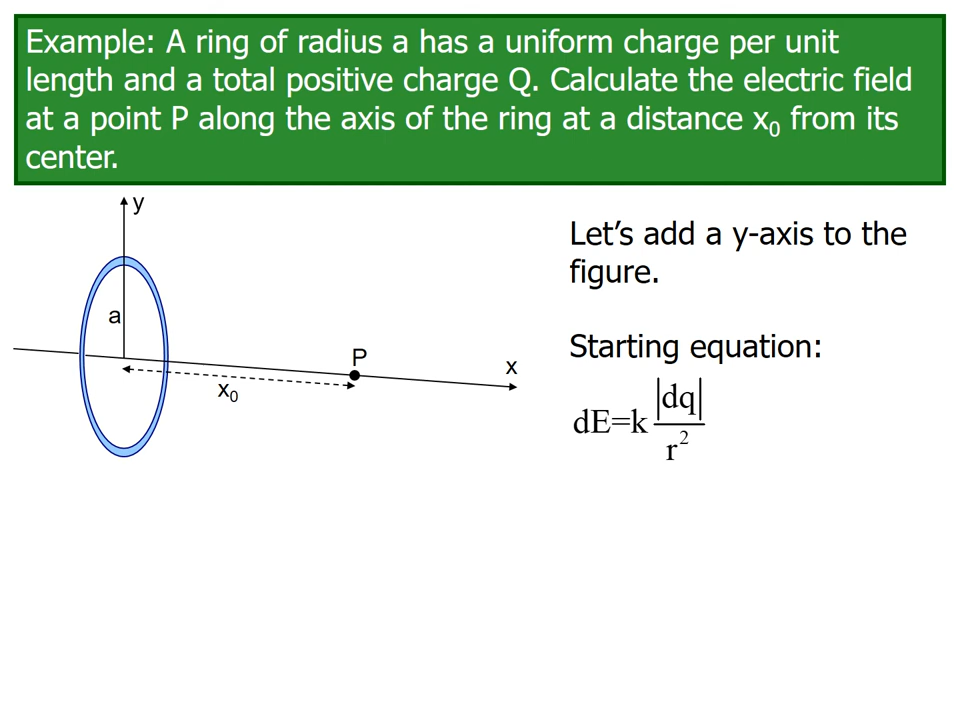 Example: A ring of radius a has a uniform charge per unit
length and a total positive charge Q. Calculate the electric field
at a point P along the axis of the ring at a distance x₀ from its
center.
y
Let’s add a y-axis to the
figure.
a
Starting equation:
P
x
x₀
dE=k |dq|
r²